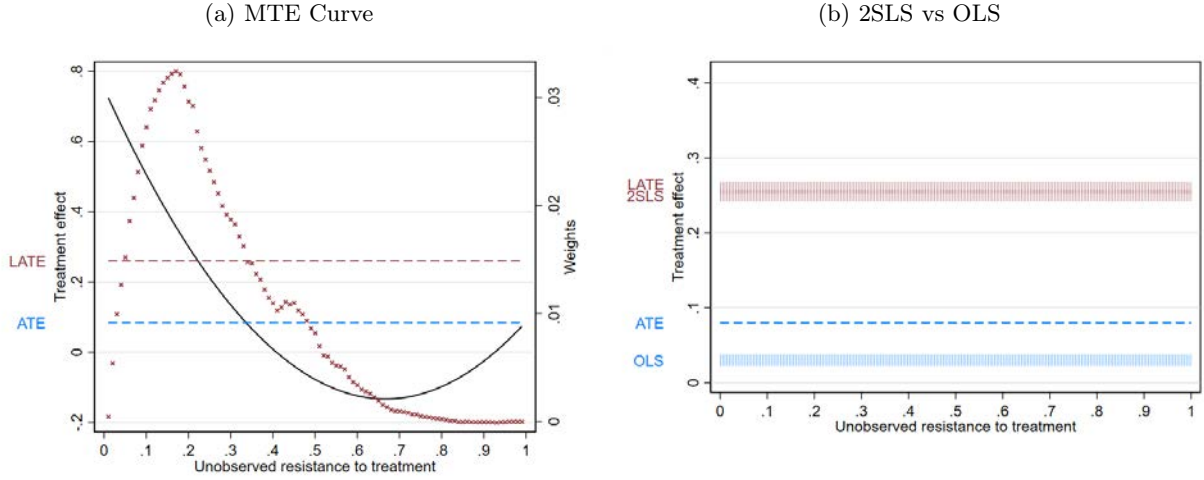 (a) MTE Curve
.8
.6
.4
.2
0
-.2
Treatment effect
LATE
ATE
.03
.02
.01
0
Weights
0 .1 .2 .3 .4 .5 .6 .7 .8 .9 1
Unobserved resistance to treatment
(b) 2SLS vs OLS
.4
.3
.2
.1
0
Treatment effect
LATE
2SLS
ATE
OLS
0 .1 .2 .3 .4 .5 .6 .7 .8 .9 1
Unobserved resistance to treatment